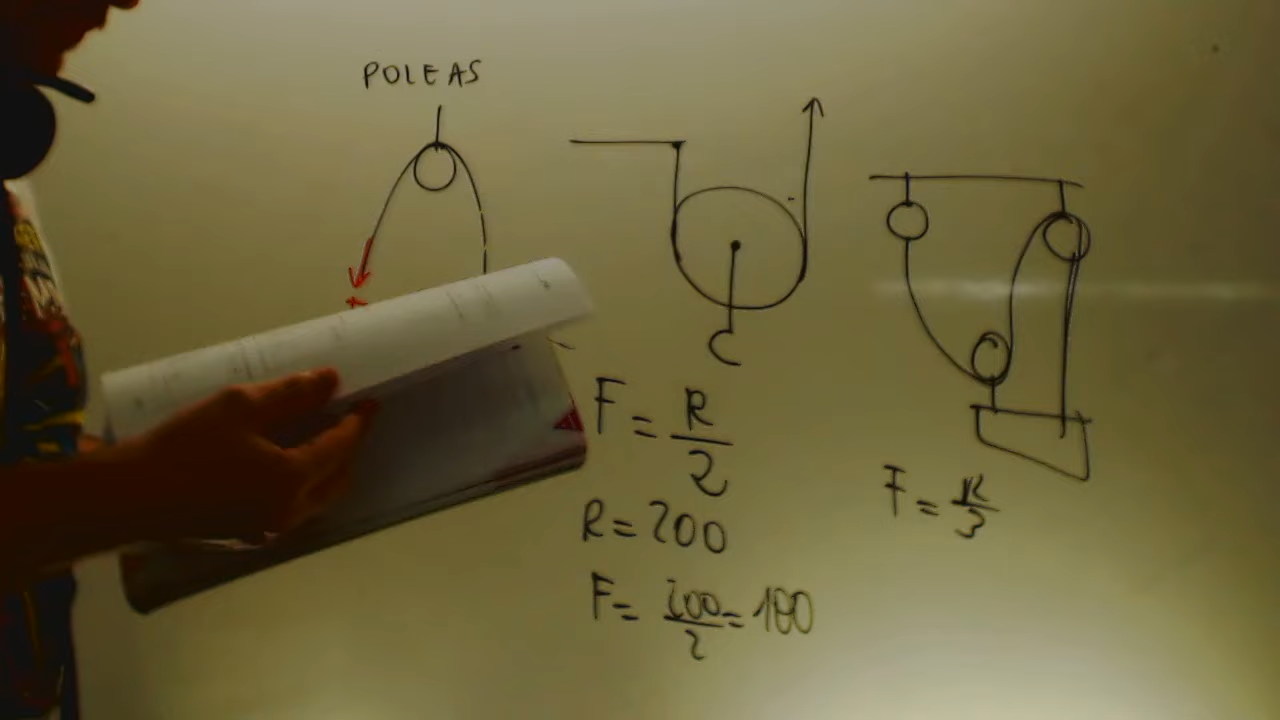 POLEAS
F = R/2
R = 200
F = 200/2 = 100
F = R/3